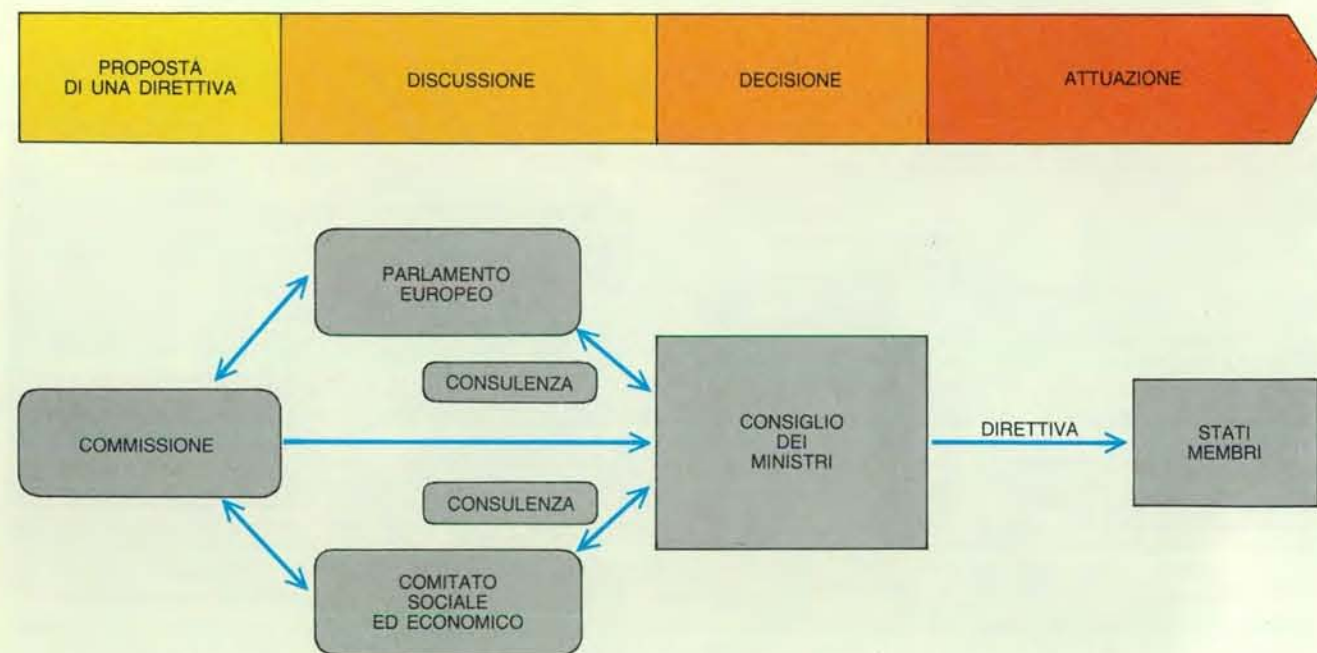 PROPOSTA
DI UNA DIRETTIVA
DISCUSSIONE
DECISIONE
ATTUAZIONE
PARLAMENTO
EUROPEO
CONSULENZA
COMMISSIONE
CONSIGLIO
DEI
MINISTRI
DIRETTIVA
STATI
MEMBRI
CONSULENZA
COMITATO
SOCIALE
ED ECONOMICO